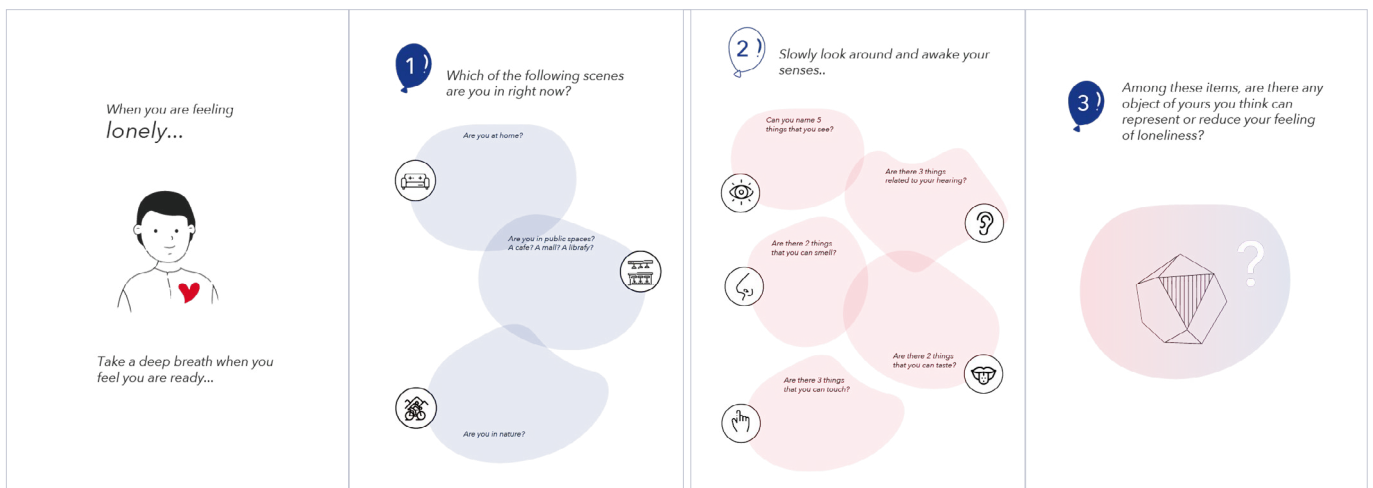 When you are feeling
lonely...
Take a deep breath when you
feel you are ready...
1
Which of the following scenes
are you in right now?
Are you at home?
Are you in public spaces?
A cafe? A mall? A librafy?
Are you in nature?
2
Slowly look around and awake your
senses..
Can you name 5
things that you see?
Are there 3 things
related to your hearing?
Are there 2 things
that you can smell?
Are there 2 things
that you can taste?
Are there 3 things
that you can touch?
3
Among these items, are there any
object of yours you think can
represent or reduce your feeling
of loneliness?
?